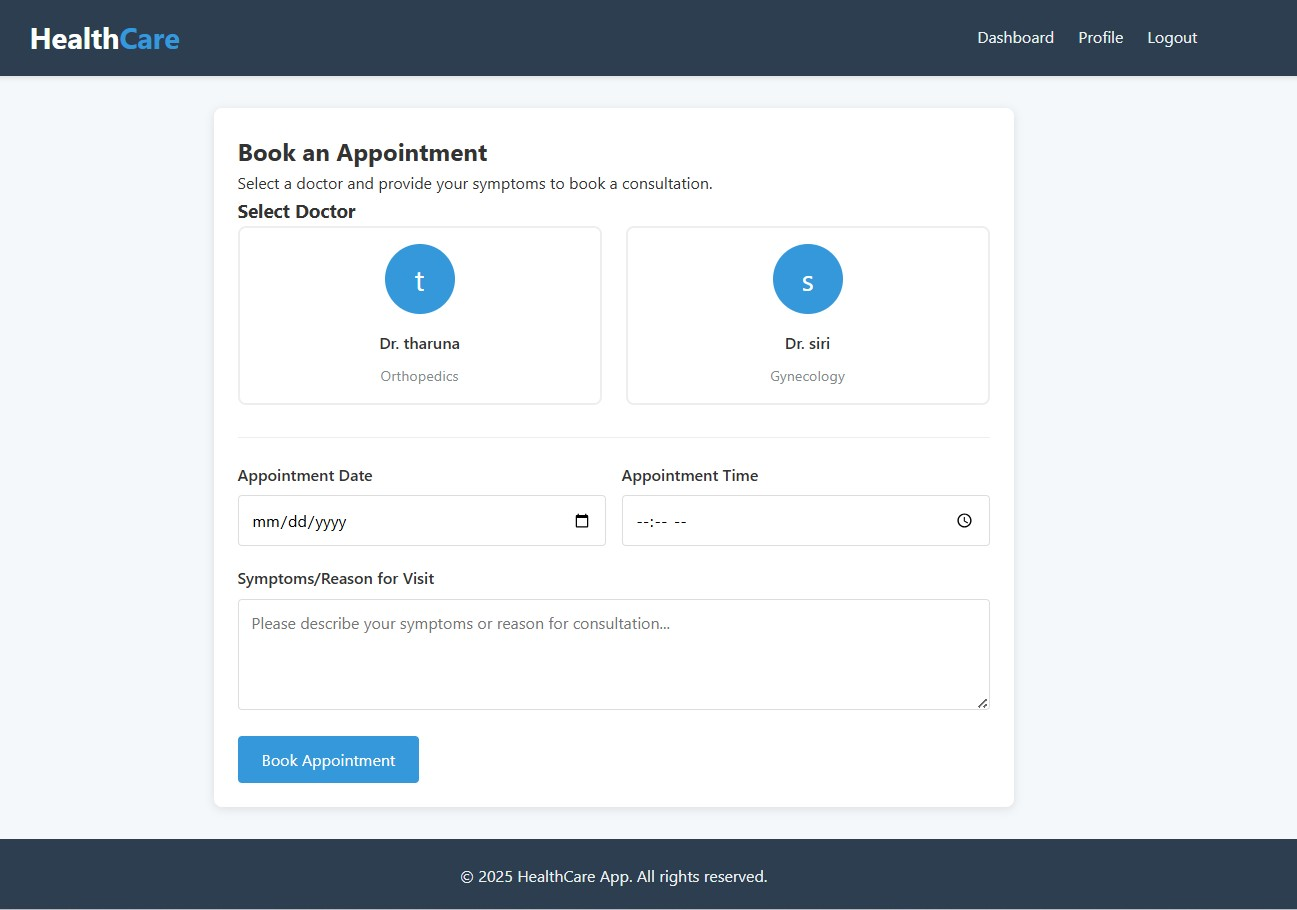 HealthCare
Dashboard Profile Logout
Book an Appointment
Select a doctor and provide your symptoms to book a consultation.
Select Doctor
t
s
Dr. tharuna
Dr. siri
Orthopedics
Gynecology
Appointment Date
Appointment Time
mm/dd/yyyy
--:-- --
Symptoms/Reason for Visit
Please describe your symptoms or reason for consultation...
Book Appointment
© 2025 HealthCare App. All rights reserved.